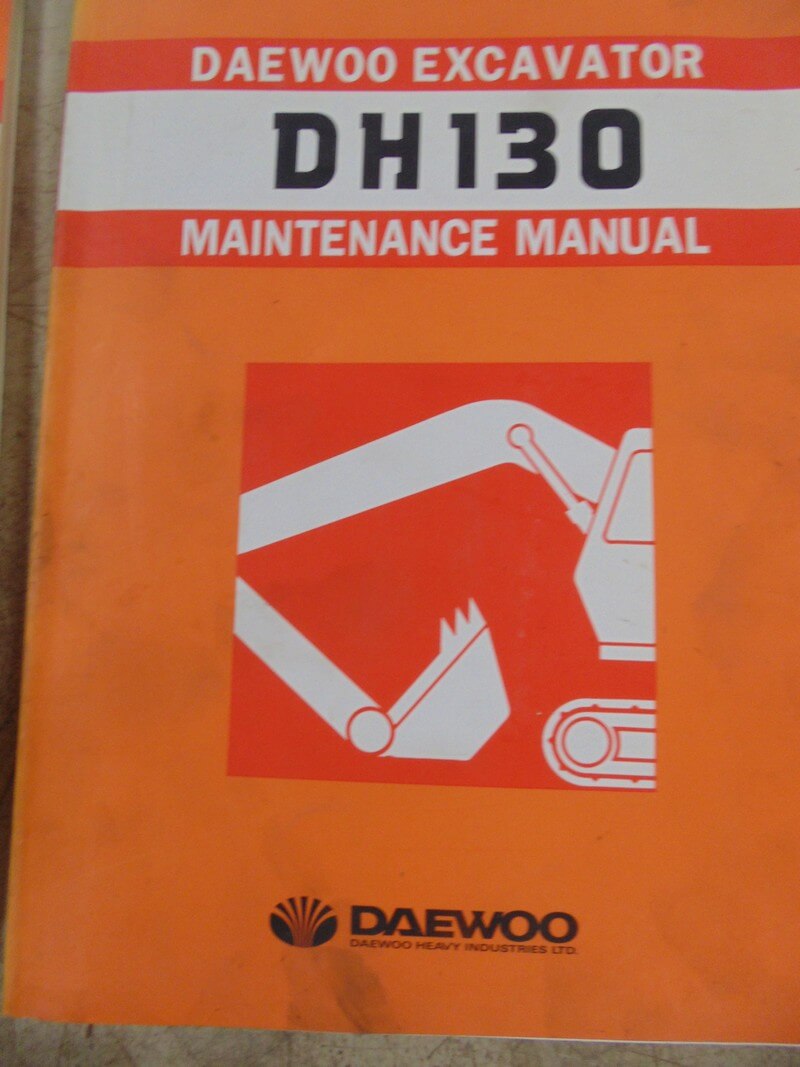 DAEWOO EXCAVATOR
DH130
MAINTENANCE MANUAL
DAEWOO
DAEWOO HEAVY INDUSTRIES LTD.